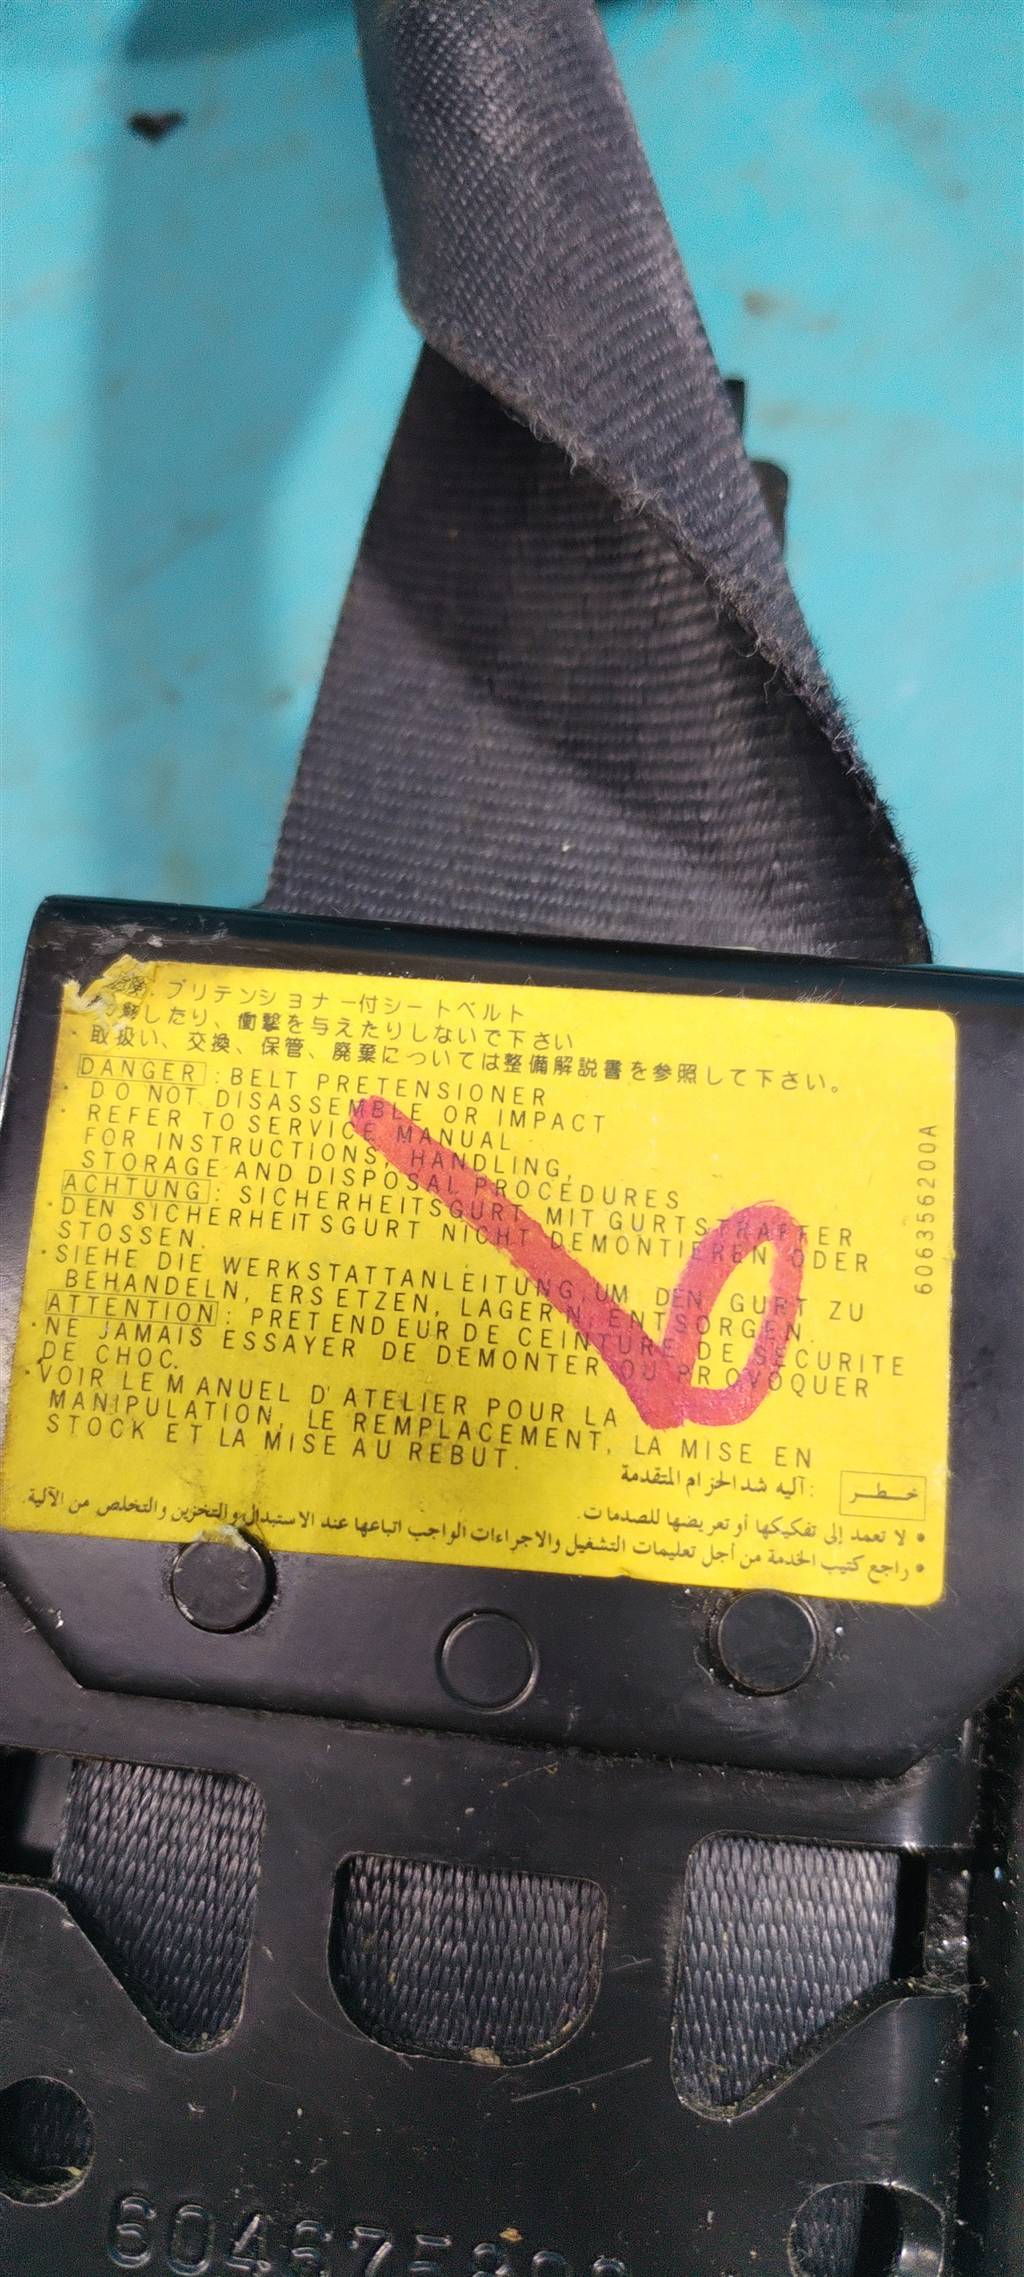 プリテンショナー付シートベルト
したり、衝撃を与えたりしないで下さい
・取扱い、交換、保管、廃棄については整備解説書を参照して下さい。
DANGER : BELT PRETENSIONER
・DO NOT DISASSEMBLE OR IMPACT
・REFER TO SERVICE MANUAL
FOR INSTRUCTIONS, HANDLING,
STORAGE AND DISPOSAL PROCEDURES
ACHTUNG : SICHERHEITSGURT MIT GURTSTRAFFER
・DEN SICHERHEITSGURT NICHT DEMONTIEREN ODER
STOSSEN.
・SIEHE DIE WERKSTATTANLEITUNG, UM DEN GURT ZU
BEHANDELN, ERSETZEN, LAGERN, ENTSORGEN.
ATTENTION : PRETENDEUR DE CEINTURE DE SECURITE
・NE JAMAIS ESSAYER DE DEMONTER OU PROVOQUER
DE CHOC.
・VOIR LE MANUEL D'ATELIER POUR LA
MANIPULATION, LE REMPLACEMENT, LA MISE EN
STOCK ET LA MISE AU REBUT.
خطر : آليه شد الحزام المتقدمة
• لا تعمد إلى تفكيكها أو تعريضها للصدمات.
• راجع كتيب الخدمة من أجل تعليمات التشغيل والاجراءات الواجب اتباعها عند الاستبدال والتخزين والتخلص من الآلية.
606356200A